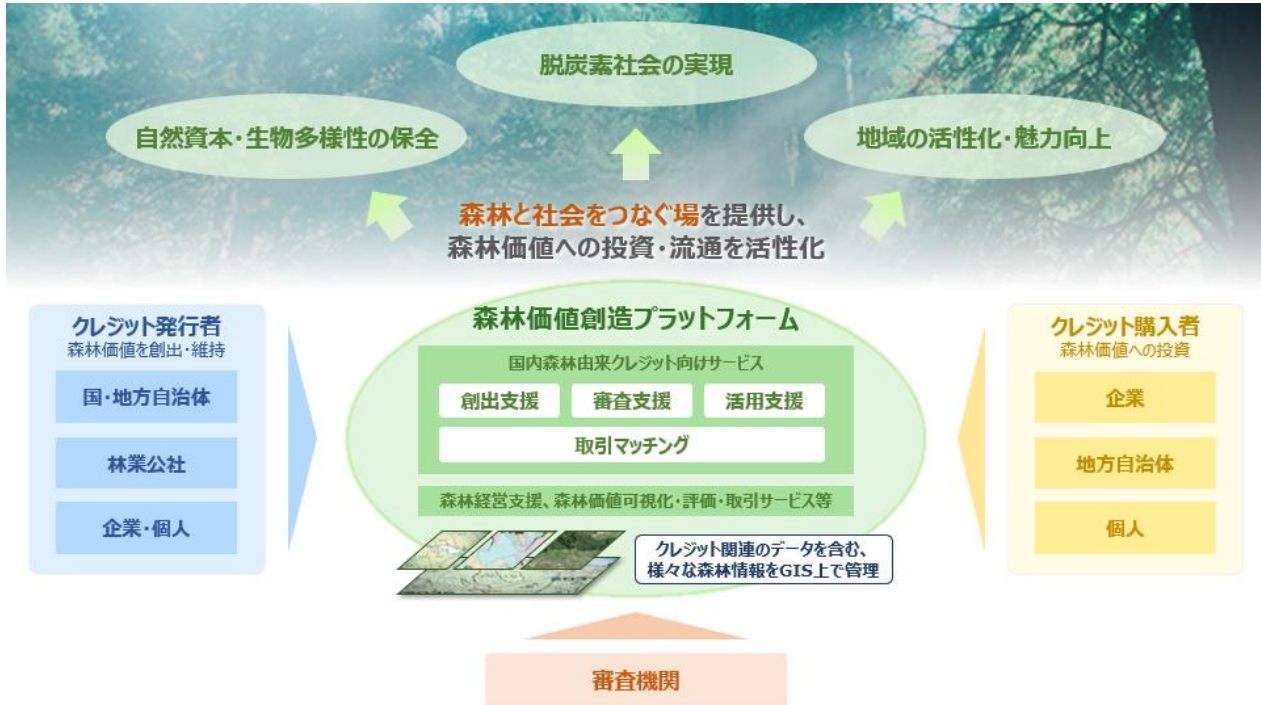 脱炭素社会の実現
自然資本・生物多様性の保全
地域の活性化・魅力向上
森林と社会をつなぐ場を提供し、
森林価値への投資・流通を活性化
クレジット発行者
森林価値を創出・維持
国・地方自治体
林業公社
企業・個人
森林価値創造プラットフォーム
国内森林由来クレジット向けサービス
創出支援
審査支援
活用支援
取引マッチング
森林経営支援、森林価値可視化・評価・取引サービス等
クレジット関連のデータを含む、
様々な森林情報をGIS上で管理
クレジット購入者
森林価値への投資
企業
地方自治体
個人
審査機関